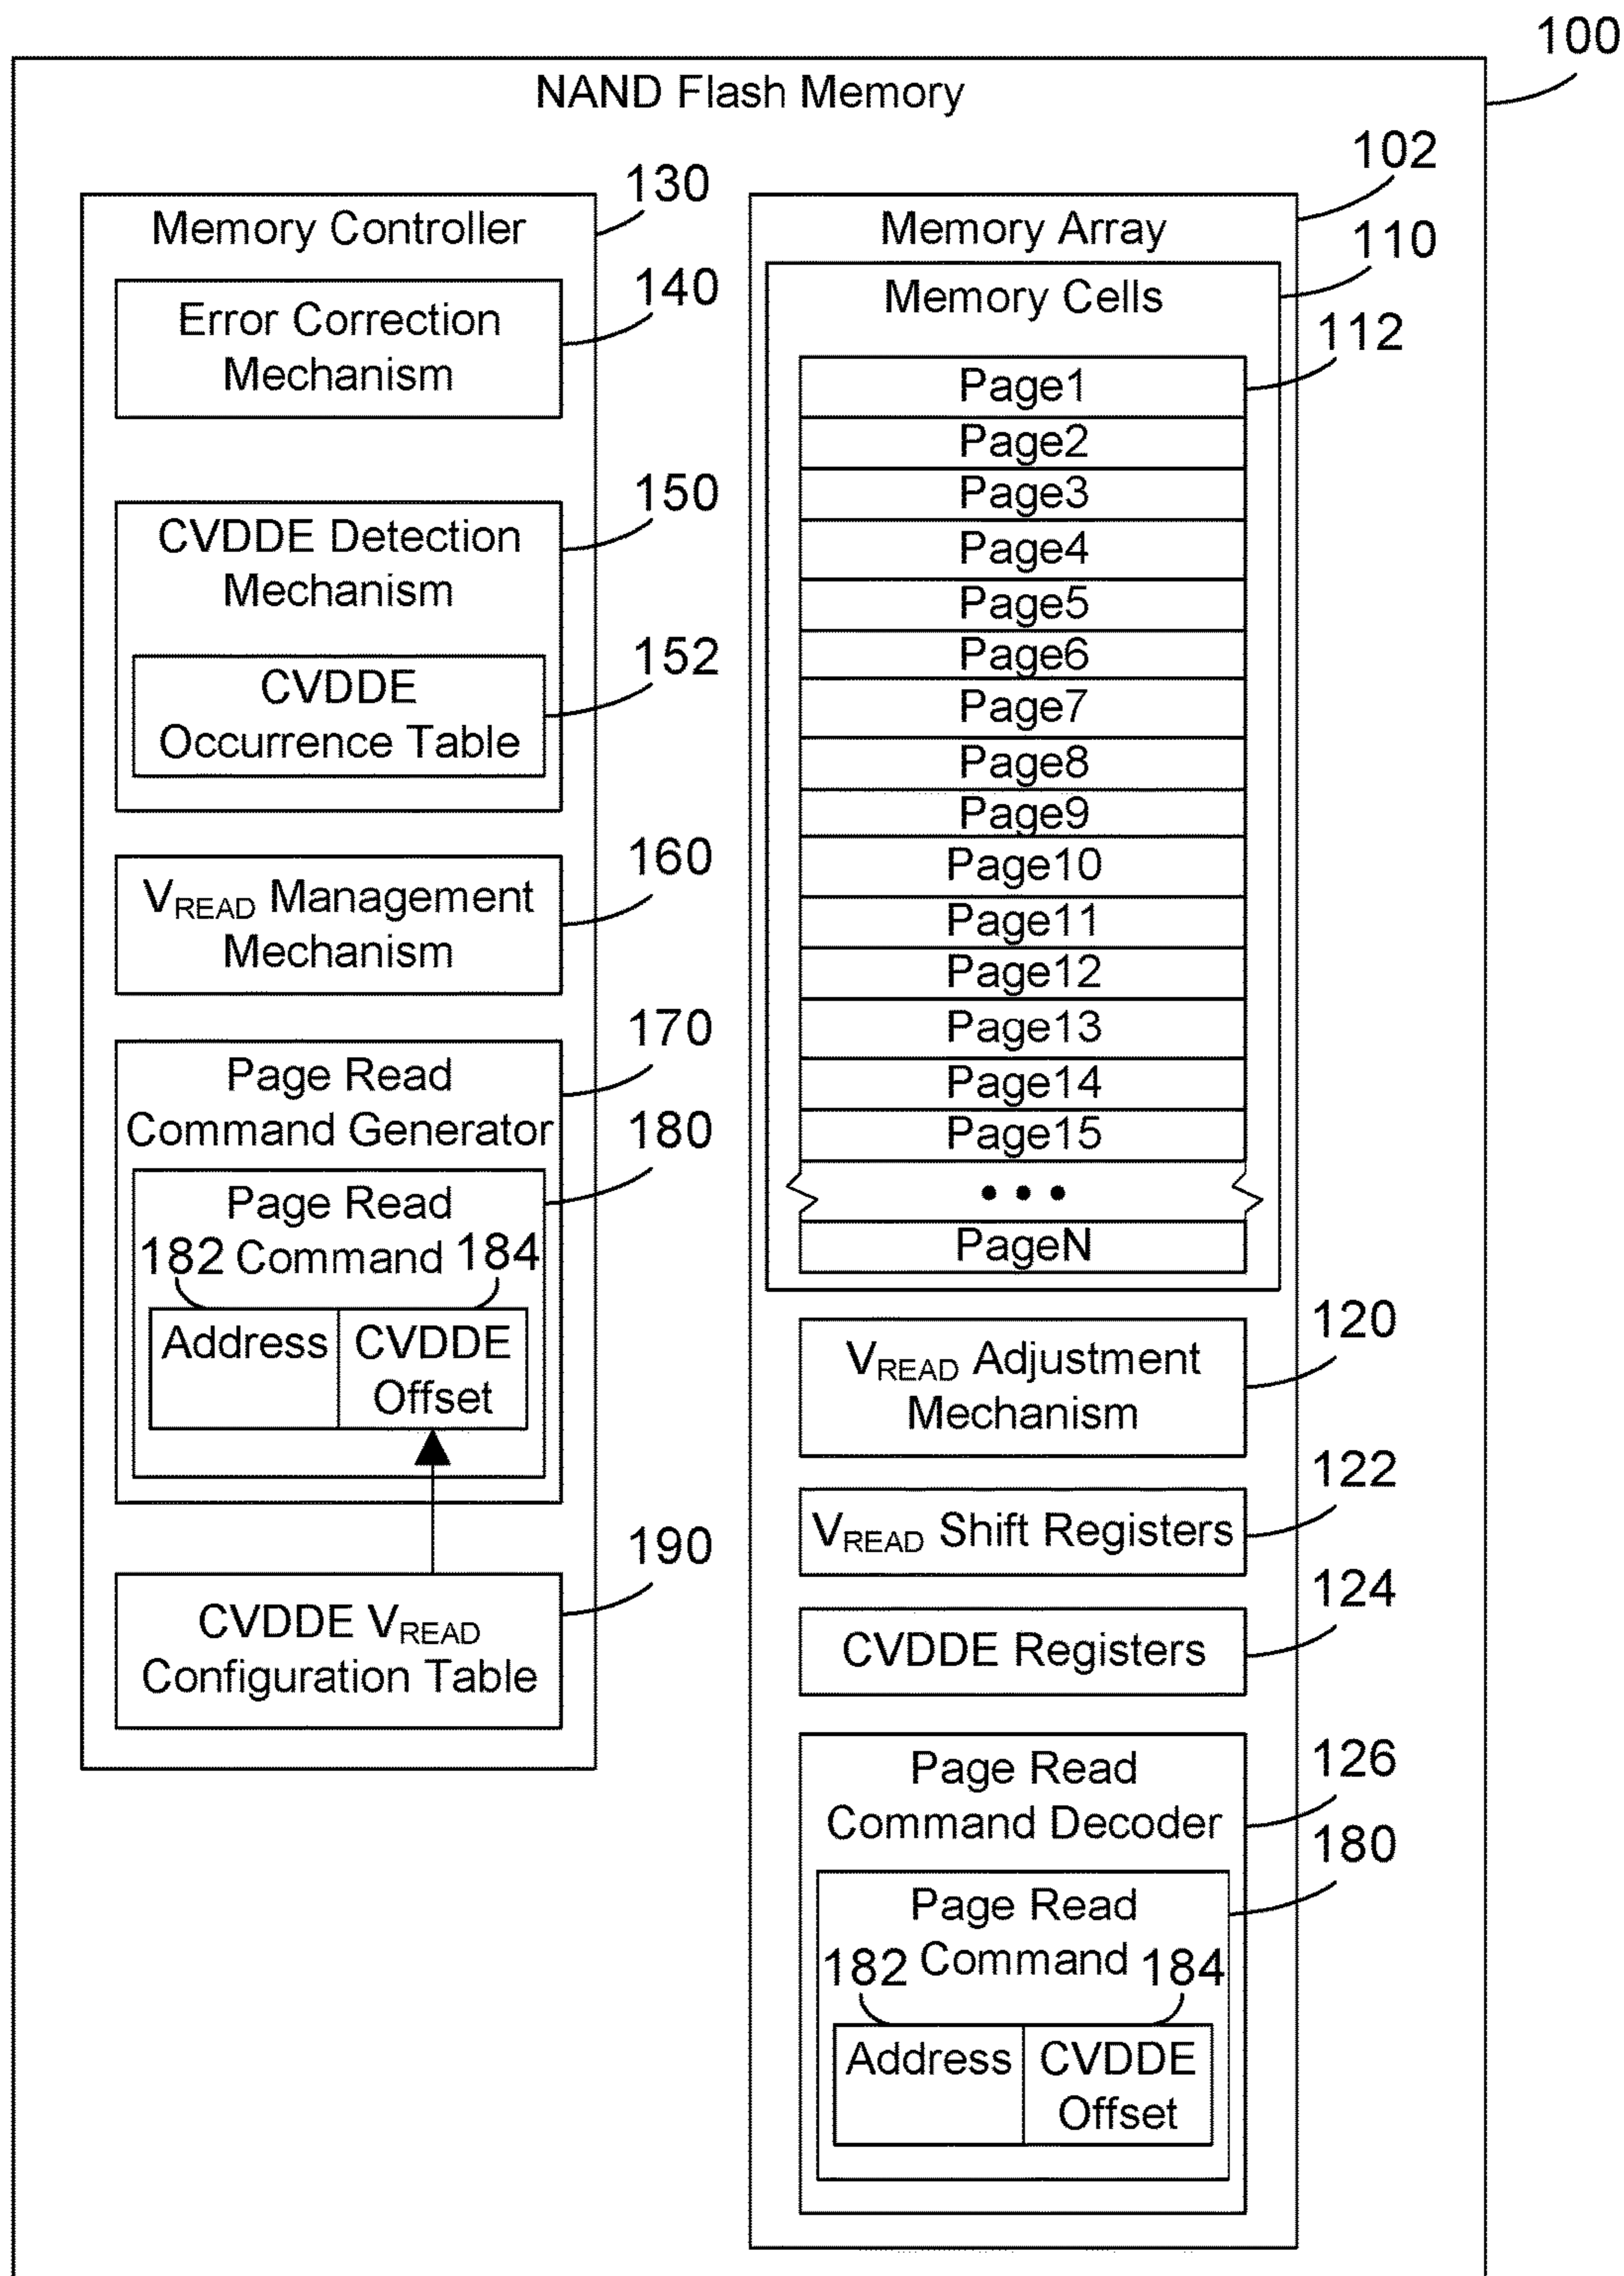 100
NAND Flash Memory
130
Memory Controller
140
Error Correction
Mechanism
150
CVDDE Detection
Mechanism
152
CVDDE
Occurrence Table
160
VREAD Management
Mechanism
170
Page Read
Command Generator
180
Page Read
182 Command 184
Address
CVDDE
Offset
190
CVDDE VREAD
Configuration Table
102
Memory Array
110
Memory Cells
112
Page1
Page2
Page3
Page4
Page5
Page6
Page7
Page8
Page9
Page10
Page11
Page12
Page13
Page14
Page15
• • •
PageN
120
VREAD Adjustment
Mechanism
122
VREAD Shift Registers
124
CVDDE Registers
126
Page Read
Command Decoder
180
Page Read
182 Command 184
Address
CVDDE
Offset